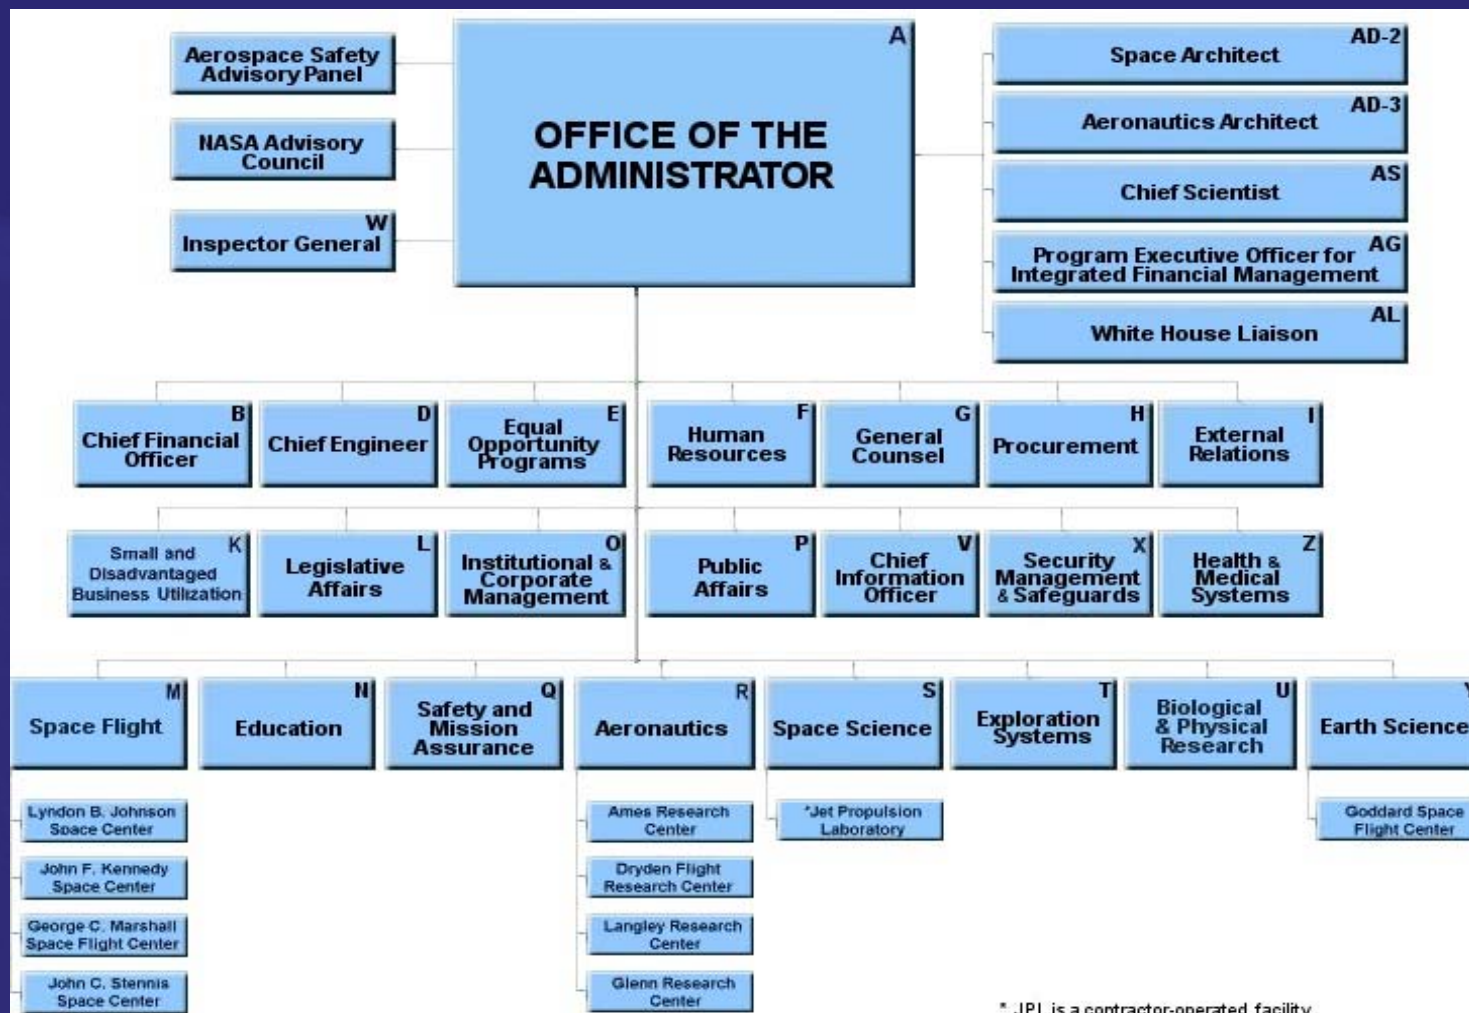 A
OFFICE OF THE
ADMINISTRATOR
Aerospace Safety
Advisory Panel
NASA Advisory
Council
W
Inspector General
AD-2
Space Architect
AD-3
Aeronautics Architect
AS
Chief Scientist
AG
Program Executive Officer for
Integrated Financial Management
AL
White House Liaison
B
Chief Financial
Officer
D
Chief Engineer
E
Equal
Opportunity
Programs
F
Human
Resources
G
General
Counsel
H
Procurement
I
External
Relations
K
Small and
Disadvantaged
Business Utilization
L
Legislative
Affairs
O
Institutional &
Corporate
Management
P
Public
Affairs
V
Chief
Information
Officer
X
Security
Management
& Safeguards
Z
Health &
Medical
Systems
M
Space Flight
N
Education
Q
Safety and
Mission
Assurance
R
Aeronautics
S
Space Science
T
Exploration
Systems
U
Biological
& Physical
Research
Y
Earth Science
Lyndon B. Johnson
Space Center
John F. Kennedy
Space Center
George C. Marshall
Space Flight Center
John C. Stennis
Space Center
Ames Research
Center
Dryden Flight
Research Center
Langley Research
Center
Glenn Research
Center
*Jet Propulsion
Laboratory
Goddard Space
Flight Center
* JPL is a contractor-operated facility